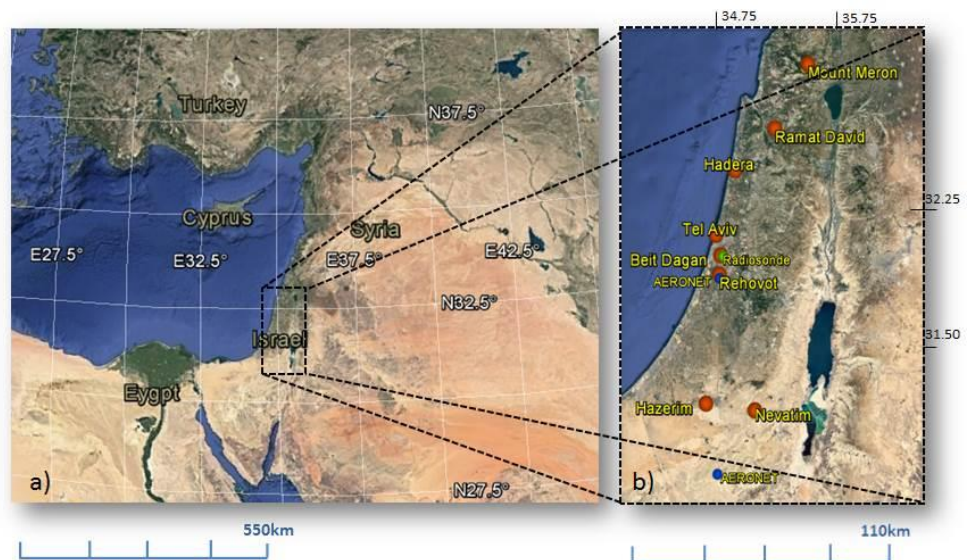 34.75
35.75
Turkey
N37.5°
Cyprus
Syria
E27.5°
E32.5°
E37.5°
E42.5°
N32.5°
Israel
Eygpt
N27.5°
a)
550km
Mount Meron
Ramat David
Hadera
32.25
Tel Aviv
Beit Dagan
Radiosonde
AERONET
Rehovot
31.50
Hazerim
Nevatim
AERONET
b)
110km